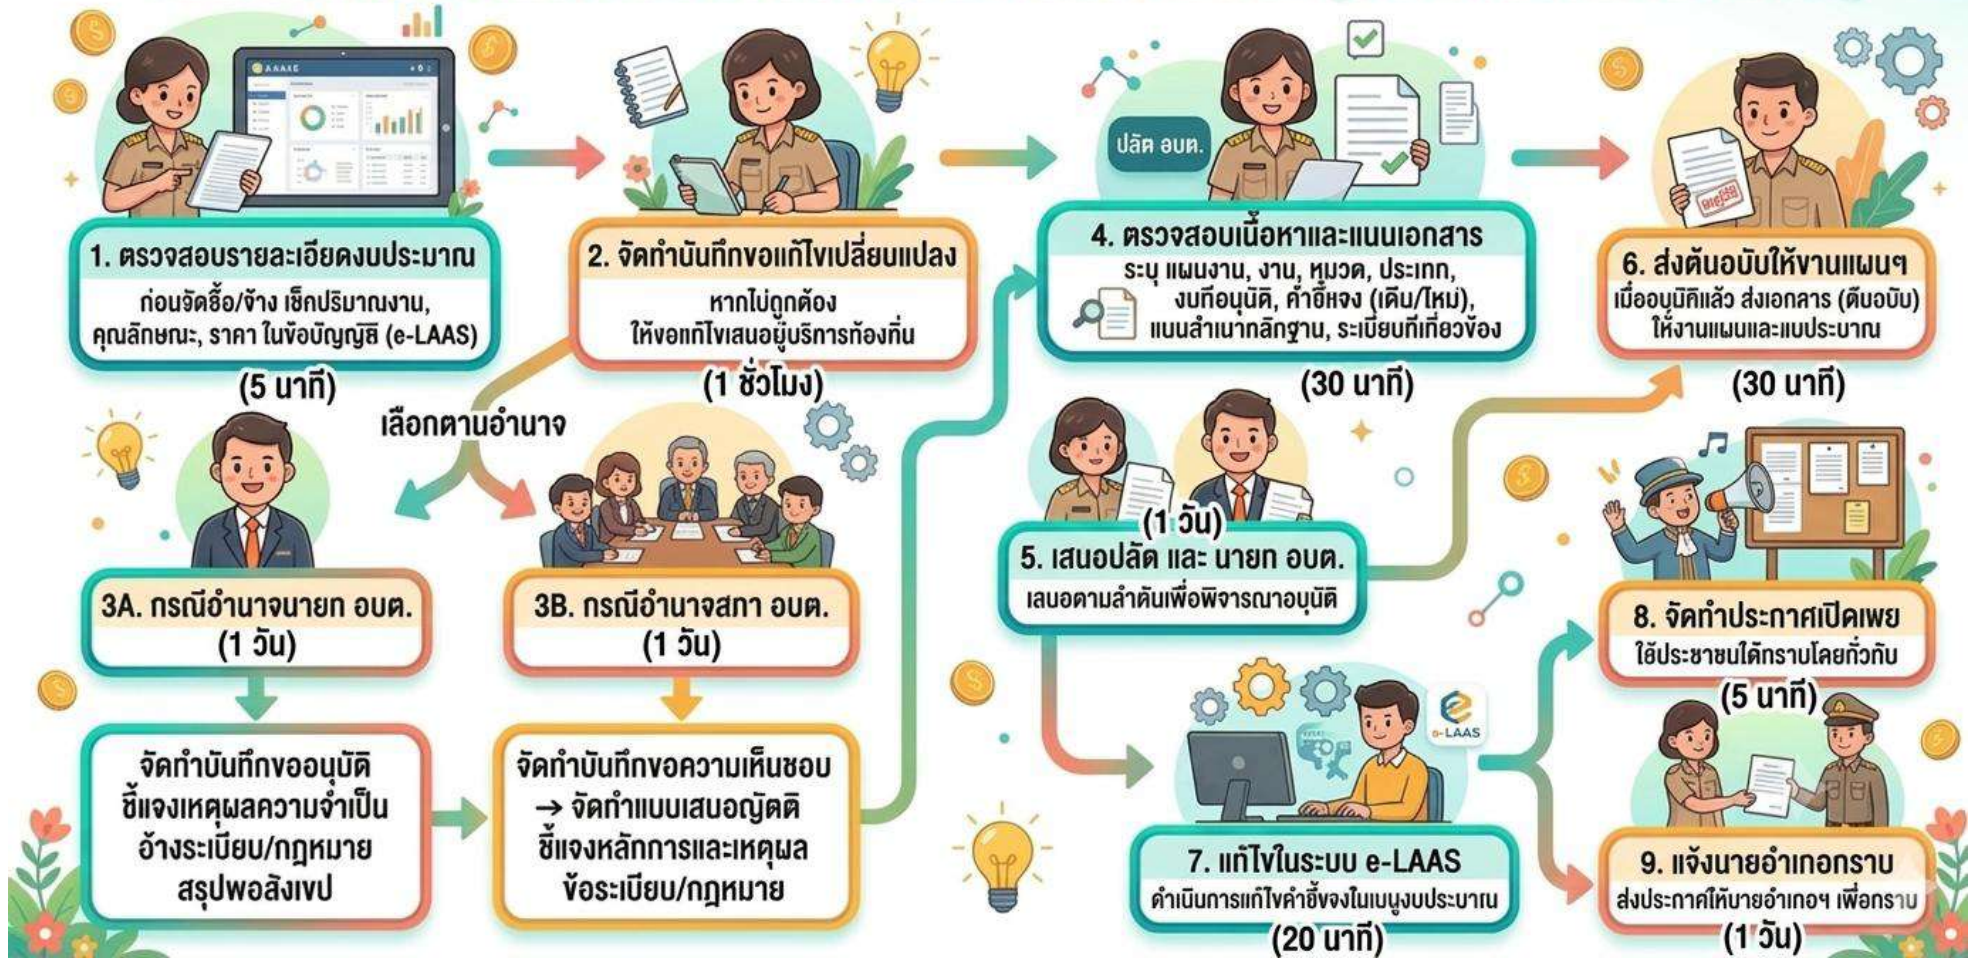 1. ตรวจสอบรายละเอียดงบประมาณ
ก่อนจัดซื้อ/จ้าง เช็กปริมาณงาน,
คุณลักษณะ, ราคา ในข้อบัญญัติ (e-LAAS)
(5 นาที)
2. จัดทำบันทึกขอแก้ไขเปลี่ยนแปลง
หากไม่ถูกต้อง
ให้ขอแก้ไขเสนอผู้บริการท้องถิ่น
(1 ชั่วโมง)
เลือกตานอำนาจ
3A. กรณีอำนาจนายก อบต.
(1 วัน)
จัดทำบันทึกขออนุบัติ
ชี้แจงเหตุผลความจำเป็น
อ้างระเบียบ/กฎหมาย
สรุปพอสังเขป
3B. กรณีอำนาจสภา อบต.
(1 วัน)
จัดทำบันทึกขอความเห็นชอบ
→ จัดทำแบบเสนอญัตติ
ชี้แจงหลักการและเหตุผล
ข้อระเบียบ/กฎหมาย
ปลัด อบต.
4. ตรวจสอบเนื้อหาและแนนเอกสาร
ระบุ แผนงาน, งาน, หมวด, ประเภท,
งบที่อนุนัติ, คำชี้แจง (เดิม/ใหม่),
แนนสำเนาหลักฐาน, ระเบียบที่เกี่ยวข้อง
(30 นาที)
(1 วัน)
5. เสนอปลัด และ นายก อบต.
เสนอตามลำดับเพื่อพิจารณาอนุบัติ
6. ส่งต้นอบับให้งานแผนฯ
เมื่ออนุมัติแล้ว ส่งเอกสาร (ต้นฉบับ)
ให้งานแผนและแบประบาณ
(30 นาที)
e-LAAS
7. แก้ไขในระบบ e-LAAS
ดำเนินการแก้ไขคำชี้แจงในเมนูงบประมาณ
(20 นาที)
8. จัดทำประกาศเปิดเพย
ใช้ประชาชนได้ทราบโดยทั่วกับ
(5 นาที)
9. แจ้งนายอำเภอทราบ
ส่งประกาศให้นายอำเภอฯ เพื่อทราบ
(1 วัน)